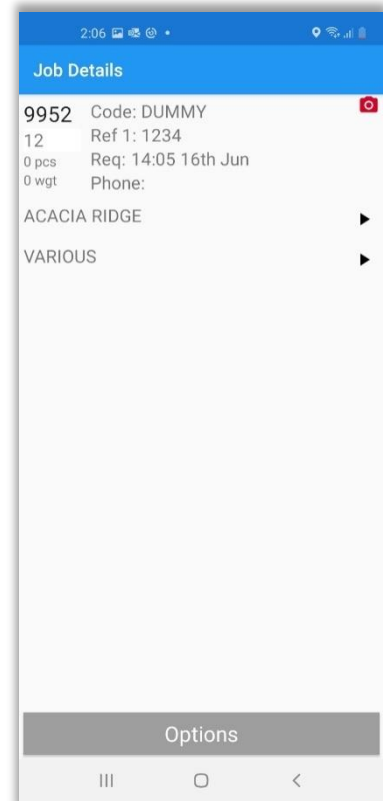 2:06
Job Details
9952 Code: DUMMY
12 Ref 1: 1234
0 pcs Req: 14:05 16th Jun
0 wgt Phone:
ACACIA RIDGE
VARIOUS
Options